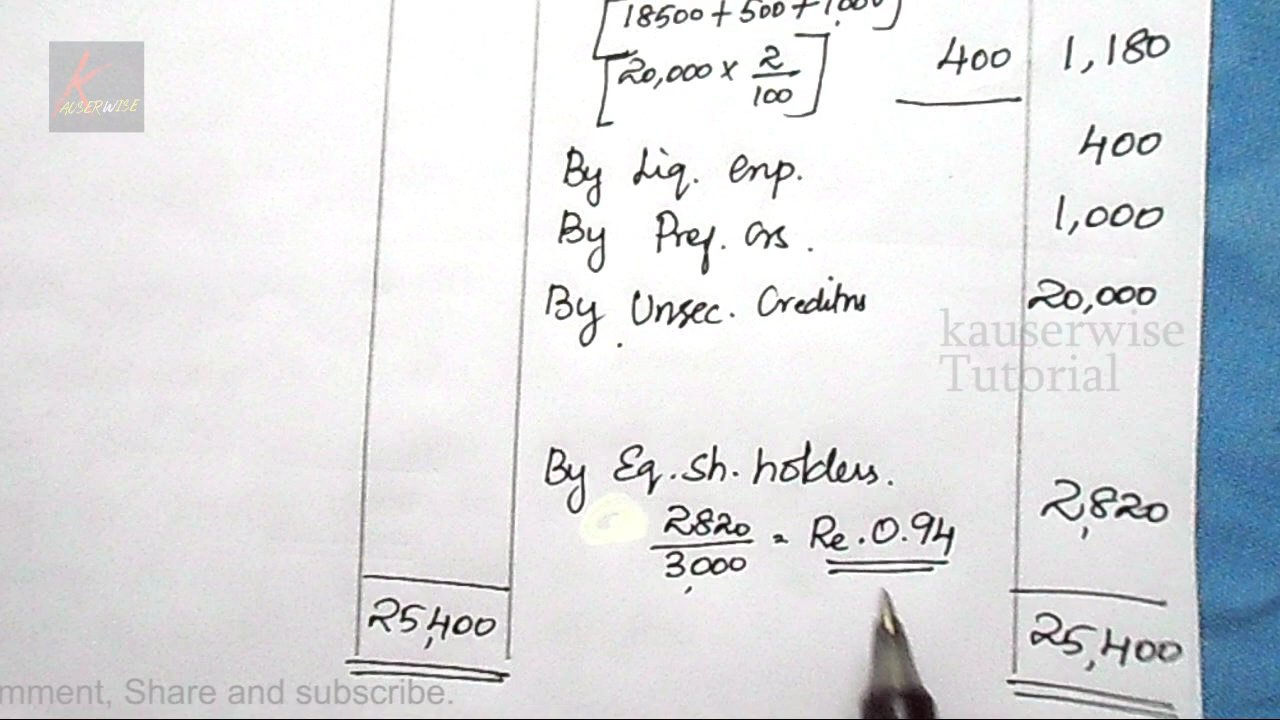 [18500 + 500 + 1,000]
[20,000 × 2/100] 400 1,180
By Liq. Exp. 400
By Pref. Crs. 1,000
By Unsec. Creditors 20,000
By Eq. Sh. holders. 2,820
2820/3,000 = Re. 0.94
25,400 25,400
KAUSERWISE
kauserwise
Tutorial
mment, Share and subscribe.